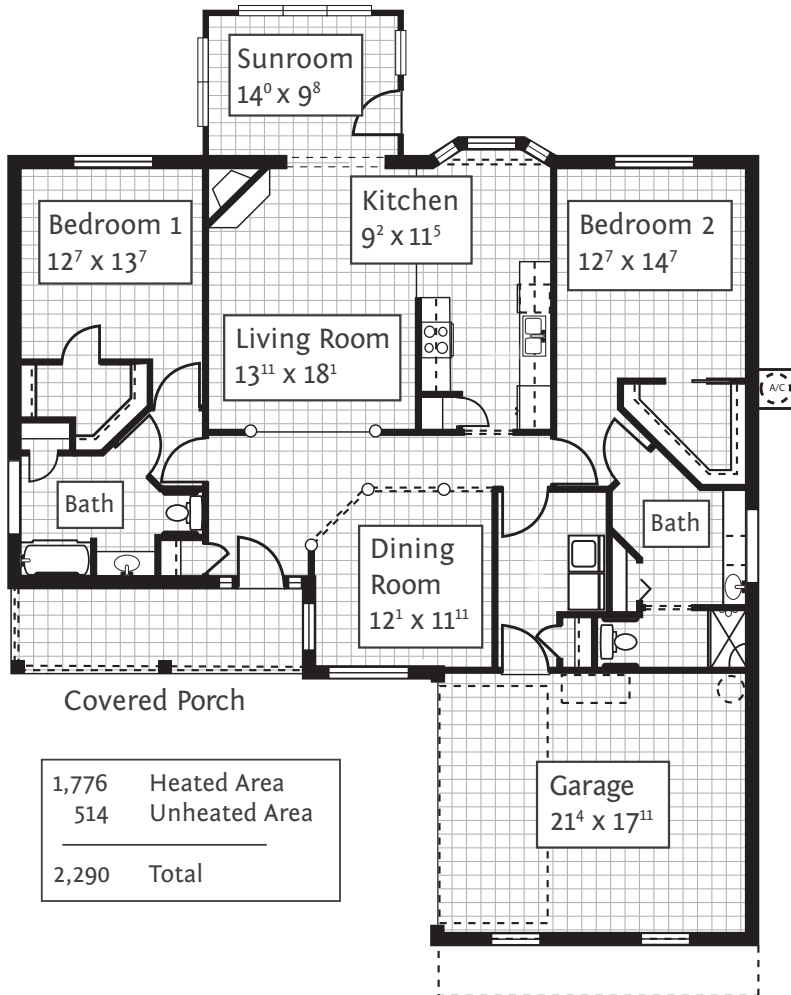 Sunroom
14⁰ x 9⁸
Kitchen
9² x 11⁵
Bedroom 1
12⁷ x 13⁷
Bedroom 2
12⁷ x 14⁷
Living Room
13¹¹ x 18¹
A/C
Bath
Bath
Dining
Room
12¹ x 11¹¹
Covered Porch
1,776 Heated Area
514 Unheated Area
2,290 Total
Garage
21⁴ x 17¹¹